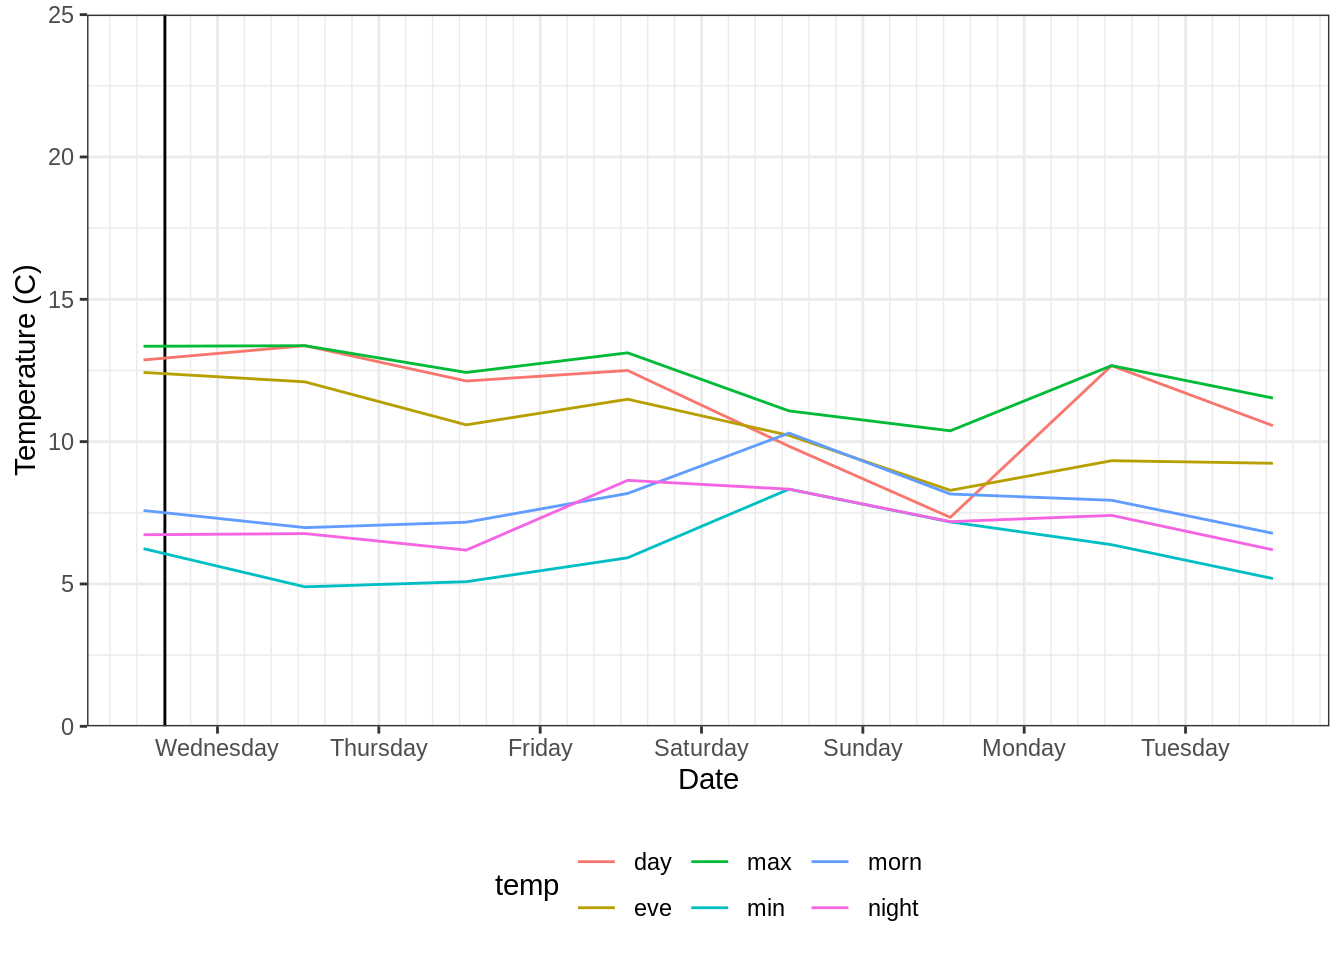 25
20
15
10
5
0
Temperature (C)
Wednesday Thursday Friday Saturday Sunday Monday Tuesday
Date
temp
day max morn
eve min night